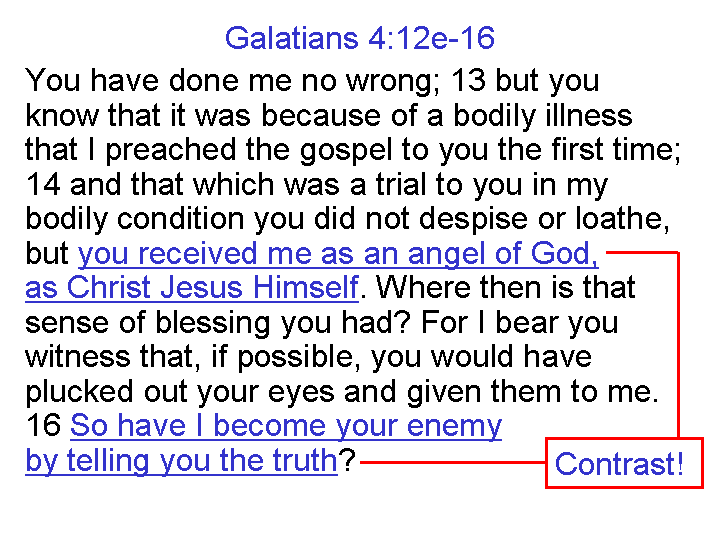 Galatians 4:12e-16
You have done me no wrong; 13 but you
know that it was because of a bodily illness
that I preached the gospel to you the first time;
14 and that which was a trial to you in my
bodily condition you did not despise or loathe,
but you received me as an angel of God,
as Christ Jesus Himself. Where then is that
sense of blessing you had? For I bear you
witness that, if possible, you would have
plucked out your eyes and given them to me.
16 So have I become your enemy
by telling you the truth?
Contrast!